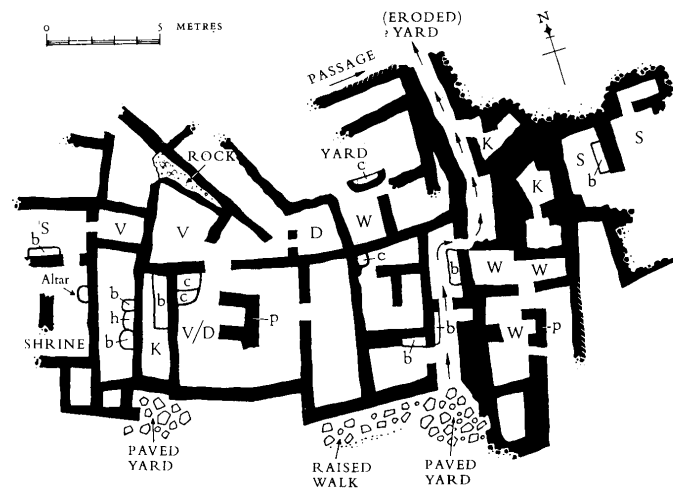 0 5 METRES
(ERODED)
? YARD
N
PASSAGE
YARD
ROCK
c
K
S
S
b
K
S
b
V
V
D
W
Altar
b
h
b
b
c
c
p
c
b
W
W
SHRINE
K
V/D
b
b
W
p
PAVED
YARD
RAISED
WALK
PAVED
YARD